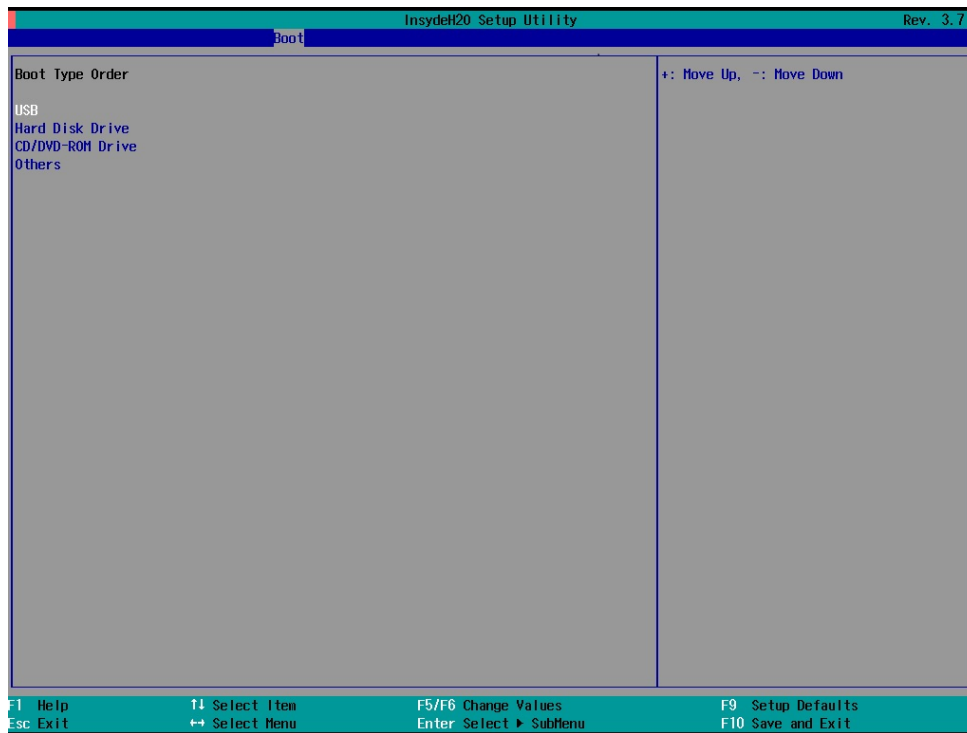 InsydeH20 Setup Utility Rev. 3.7
Boot
Boot Type Order
+: Move Up, -: Move Down
USB
Hard Disk Drive
CD/DVD-ROM Drive
Others
F1 Help ↑↓ Select Item F5/F6 Change Values F9 Setup Defaults
Esc Exit ↔ Select Menu Enter Select ▶ SubMenu F10 Save and Exit